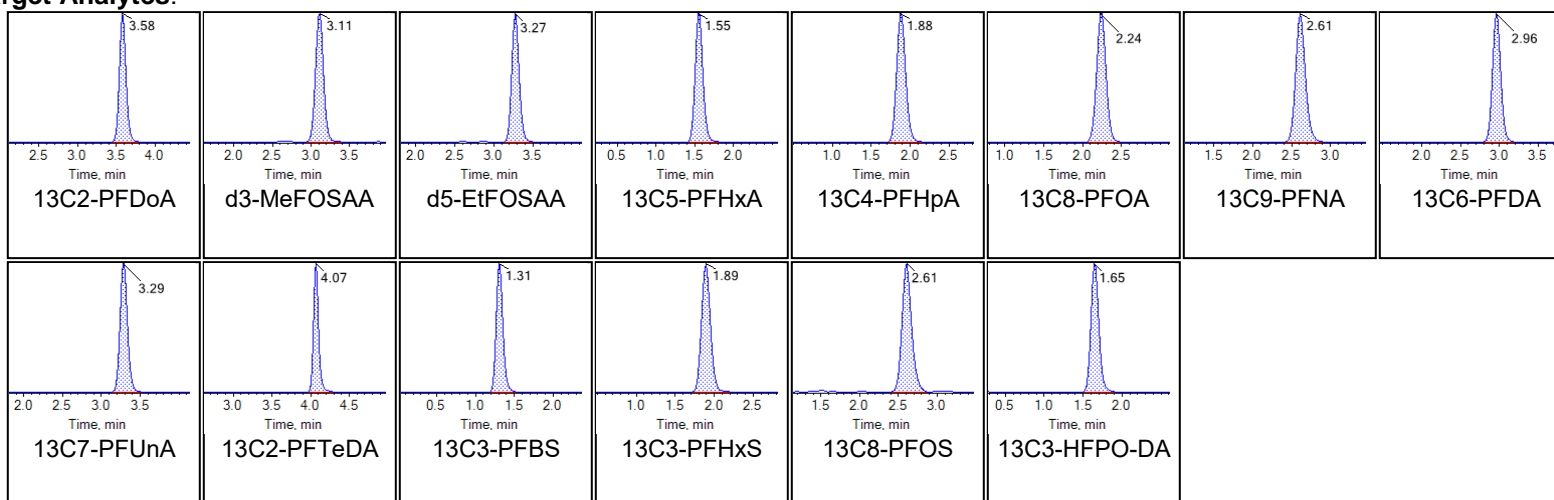 arget Analytes:
3.58 3.11 3.27 1.55 1.88 2.24 2.61 2.96
2.5 3.0 3.5 4.0 2.0 2.5 3.0 3.5 2.0 2.5 3.0 3.5 0.5 1.0 1.5 2.0 1.0 1.5 2.0 2.5 1.0 1.5 2.0 2.5 1.5 2.0 2.5 3.0 2.0 2.5 3.0 3.5
Time, min Time, min Time, min Time, min Time, min Time, min Time, min Time, min
13C2-PFDoA d3-MeFOSAA d5-EtFOSAA 13C5-PFHxA 13C4-PFHpA 13C8-PFOA 13C9-PFNA 13C6-PFDA
3.29 4.07 1.31 1.89 2.61 1.65
2.0 2.5 3.0 3.5 3.0 3.5 4.0 4.5 0.5 1.0 1.5 2.0 1.0 1.5 2.0 2.5 1.5 2.0 2.5 3.0 0.5 1.0 1.5 2.0
Time, min Time, min Time, min Time, min Time, min Time, min
13C7-PFUnA 13C2-PFTeDA 13C3-PFBS 13C3-PFHxS 13C8-PFOS 13C3-HFPO-DA